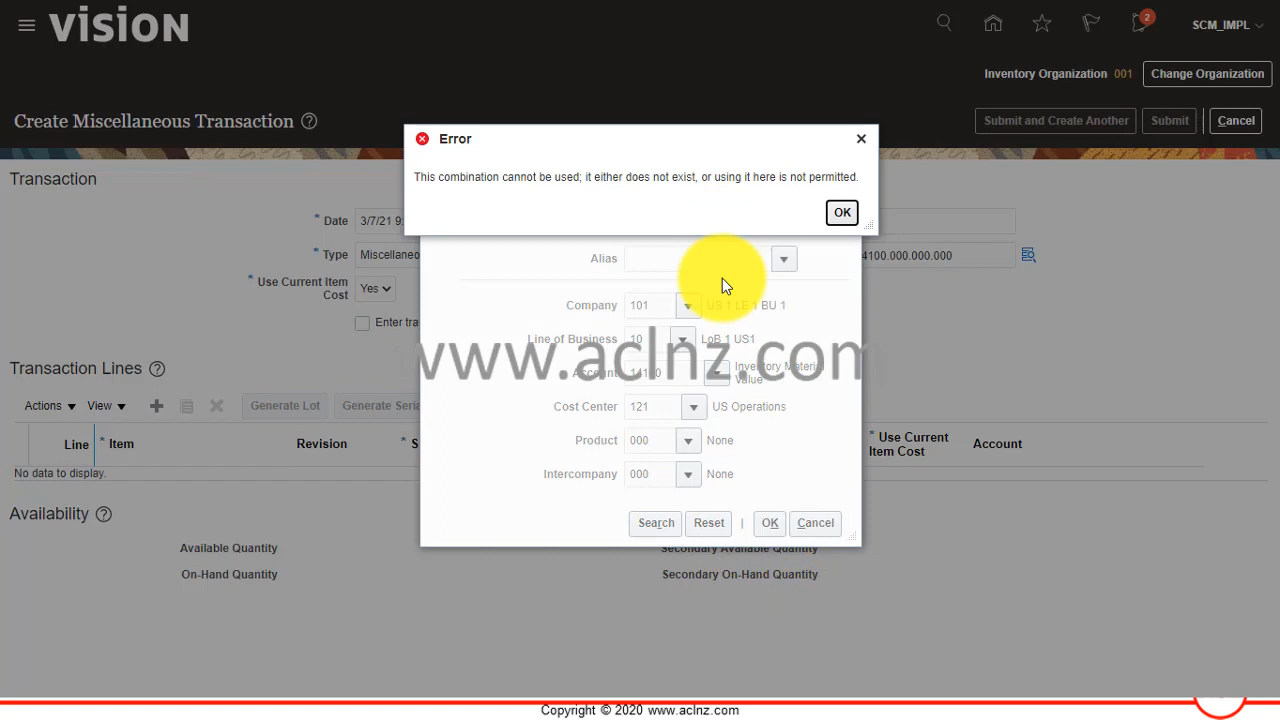 vision
2
SCM_IMPL
Inventory Organization 001 Change Organization
Create Miscellaneous Transaction
Submit and Create Another Submit Cancel
Error
This combination cannot be used; it either does not exist, or using it here is not permitted.
OK
Transaction
* Date 3/7/21 9:
* Type Miscellaneo
4100.000.000.000
* Use Current Item
Cost
Yes
Enter tra
Alias
Company 101 US 1 LE 1 BU 1
Line of Business 10 LoB 1 US1
www.aclnz.com
Account 14100 Inventory Material
Value
Cost Center 121 US Operations
Product 000 None
Intercompany 000 None
Search Reset | OK Cancel
Transaction Lines
Actions View Generate Lot Generate Seria
Line * Item Revision * S
* Use Current
Item Cost
Account
No data to display.
Availability
Available Quantity Secondary Available Quantity
On-Hand Quantity Secondary On-Hand Quantity
Copyright © 2020 www.aclnz.com